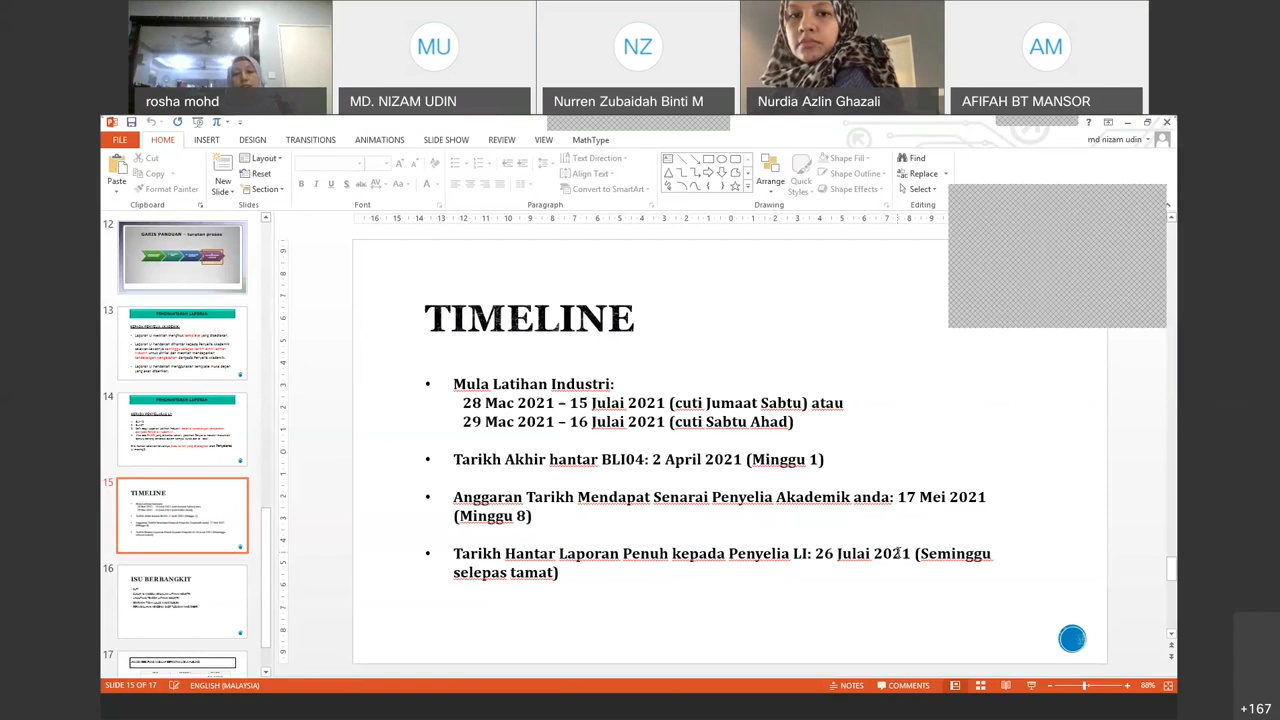 MU
NZ
AM
rosha mohd
MD. NIZAM UDIN
Nurren Zubaidah Binti M
Nurdia Azlin Ghazali
AFIFAH BT MANSOR
FILE
HOME
INSERT
DESIGN
TRANSITIONS
ANIMATIONS
SLIDE SHOW
REVIEW
VIEW
MathType
md nizam udin
Paste
Cut
Copy
Format Painter
Clipboard
New
Slide
Layout
Reset
Section
Slides
Font
Text Direction
Align Text
Convert to SmartArt
Paragraph
Arrange
Quick
Styles
Shape Fill
Shape Outline
Shape Effects
Drawing
Find
Replace
Select
Editing
12
GARIS PANDUAN - turutan proses
13
PENGHANTARAN LAPORAN
14
PENGHANTARAN LAPORAN
15
TIMELINE
16
ISU BERBANGKIT
17
TIMELINE
• Mula Latihan Industri:
28 Mac 2021 – 15 Julai 2021 (cuti Jumaat Sabtu) atau
29 Mac 2021 – 16 Julai 2021 (cuti Sabtu Ahad)
• Tarikh Akhir hantar BLI04: 2 April 2021 (Minggu 1)
• Anggaran Tarikh Mendapat Senarai Penyelia Akademik anda: 17 Mei 2021
(Minggu 8)
• Tarikh Hantar Laporan Penuh kepada Penyelia LI: 26 Julai 2021 (Seminggu
selepas tamat)
SLIDE 15 OF 17
ENGLISH (MALAYSIA)
NOTES
COMMENTS
88%
+167